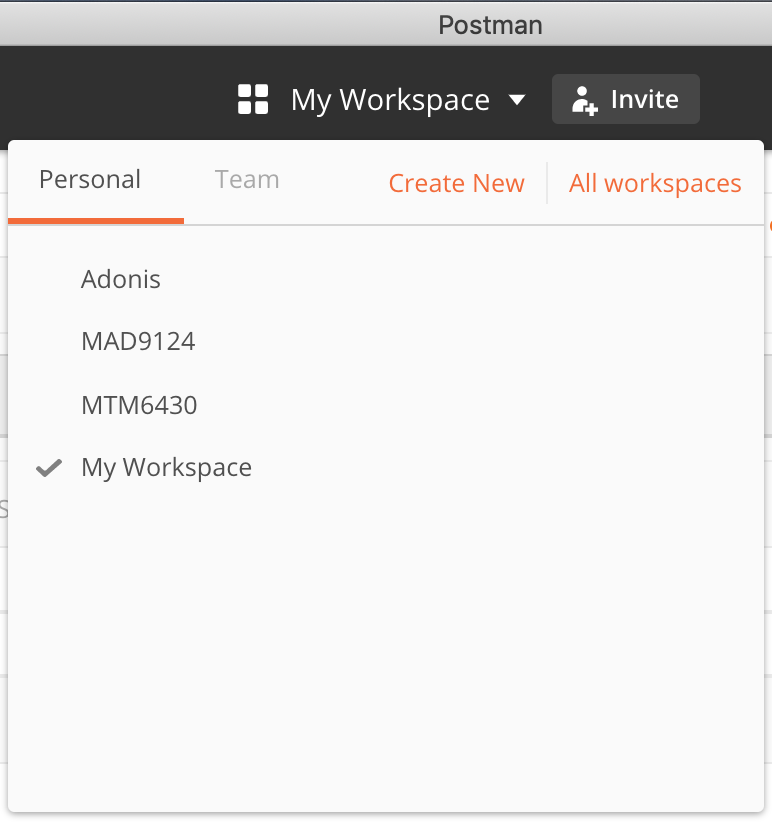 Postman
My Workspace Invite
Personal Team Create New All workspaces
Adonis
MAD9124
MTM6430
My Workspace